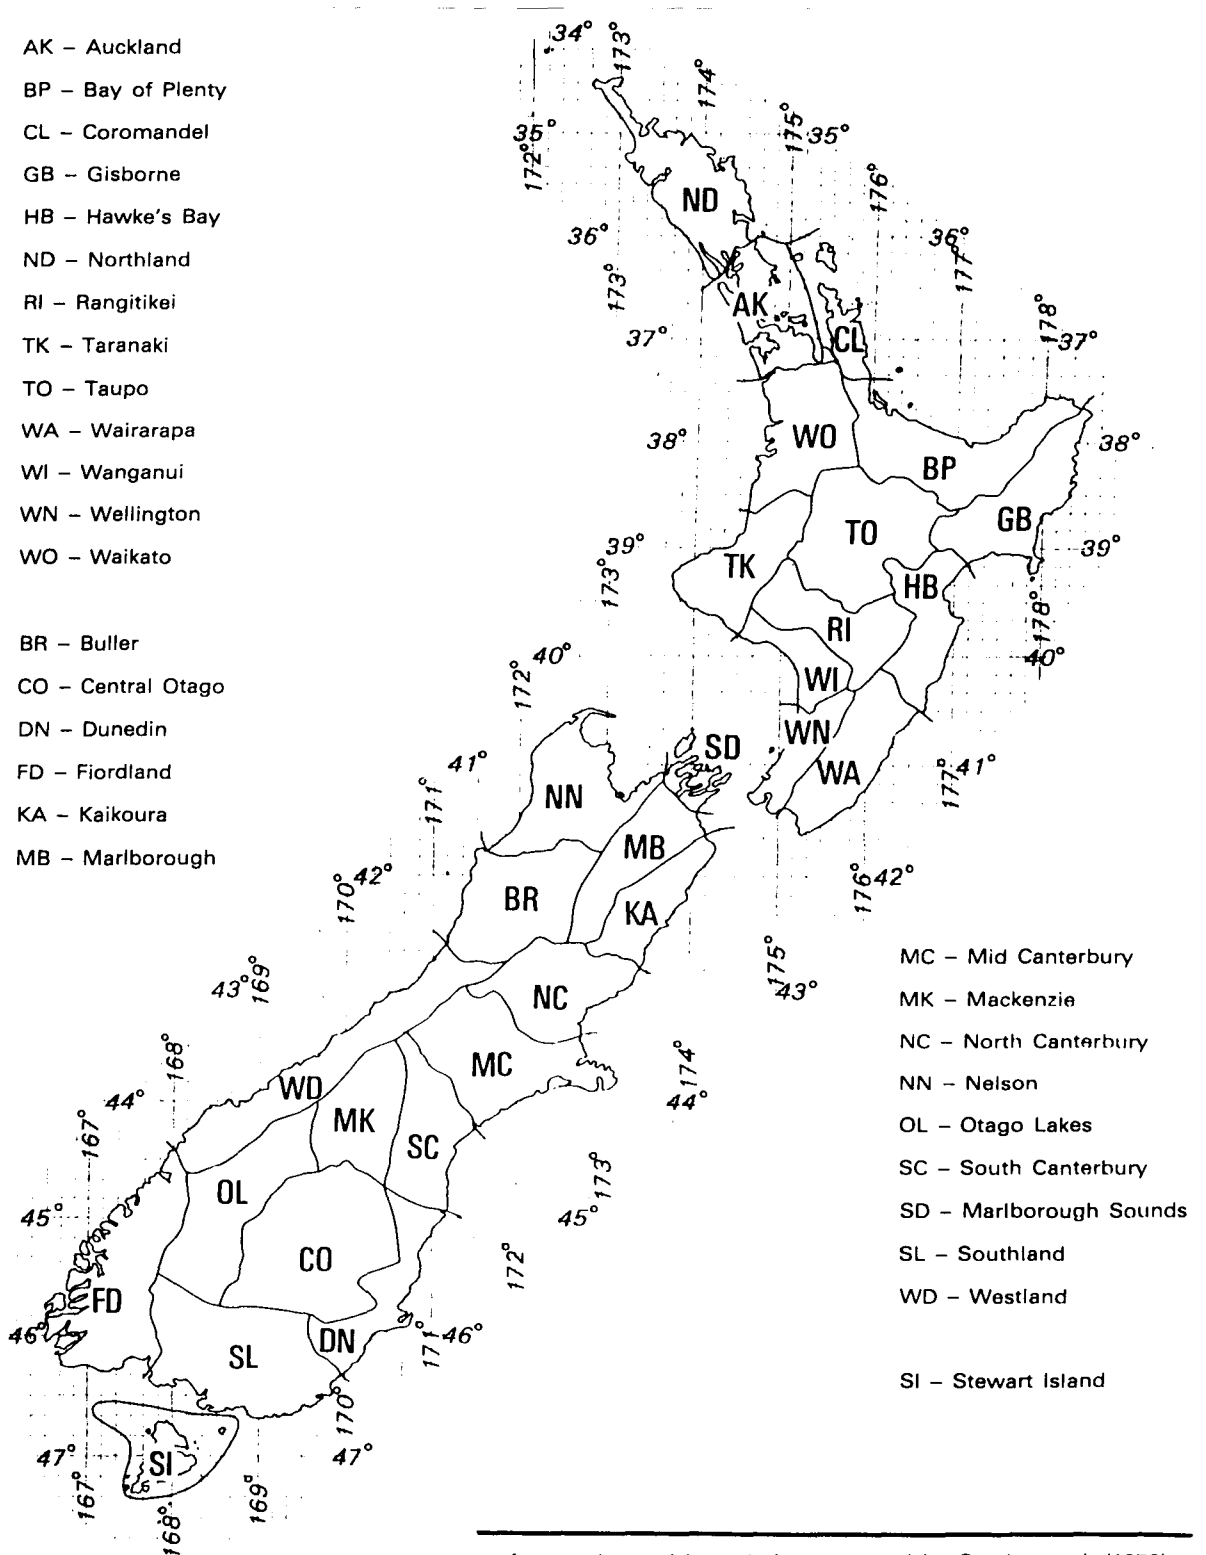 AK – Auckland
BP – Bay of Plenty
CL – Coromandel
GB – Gisborne
HB – Hawke's Bay
ND – Northland
RI – Rangitikei
TK – Taranaki
TO – Taupo
WA – Wairarapa
WI – Wanganui
WN – Wellington
WO – Waikato
BR – Buller
CO – Central Otago
DN – Dunedin
FD – Fiordland
KA – Kaikoura
MB – Marlborough
MC – Mid Canterbury
MK – Mackenzie
NC – North Canterbury
NN – Nelson
OL – Otago Lakes
SC – South Canterbury
SD – Marlborough Sounds
SL – Southland
WD – Westland
SI – Stewart Island
34°
173°
174°
35°
172°
175°
35°
176°
ND
36°
36°
177°
173°
AK
178°
37°
CL
37°
38°
WO
38°
BP
GB
TO
39°
39°
TK
173°
HB
178°
RI
40°
40°
172°
WI
WN
SD
41°
171°
WA
177°
41°
NN
MB
42°
170°
BR
176°
42°
KA
43°
169°
175°
43°
NC
168°
MC
174°
44°
WD
44°
167°
MK
SC
173°
OL
45°
45°
172°
CO
FD
46°
DN
171°
46°
SL
170°
47°
SI
47°
167°
169°
168°